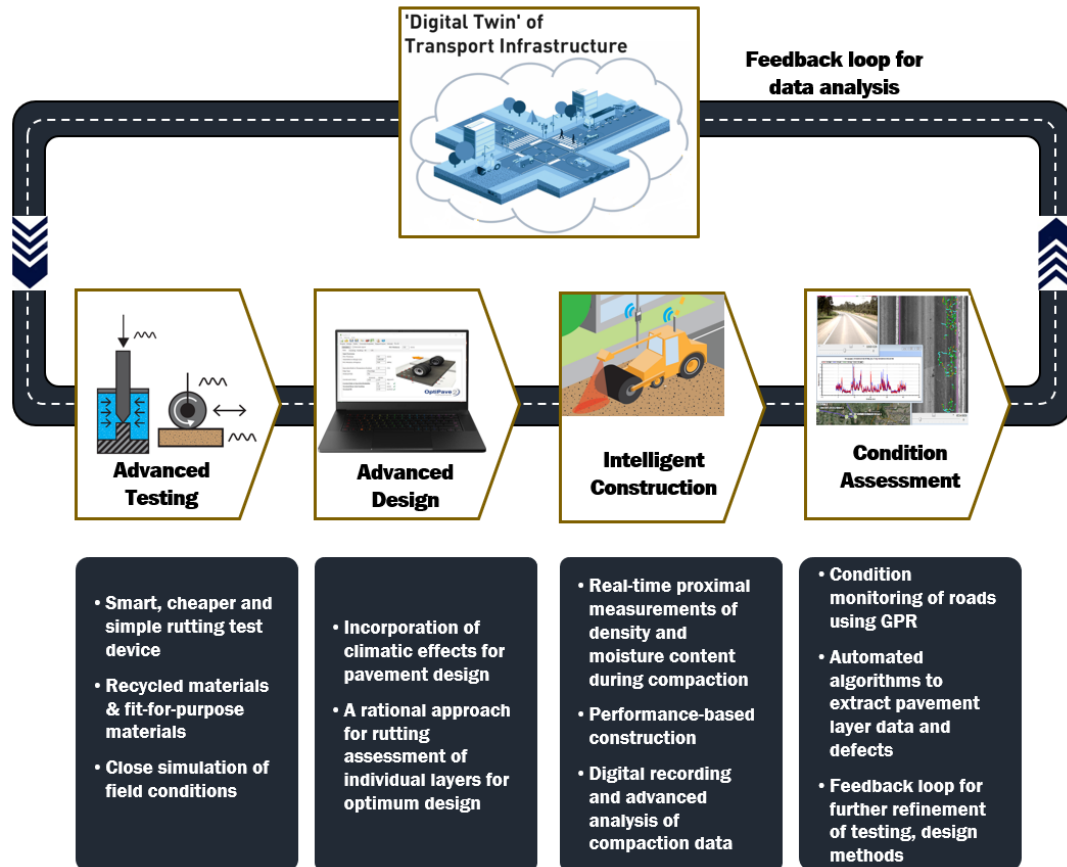 'Digital Twin' of
Transport Infrastructure
Feedback loop for
data analysis
Advanced
Testing
OptiPave
Advanced
Design
Intelligent
Construction
Condition
Assessment
• Smart, cheaper and
simple rutting test
device
• Recycled materials
& fit-for-purpose
materials
• Close simulation of
field conditions
• Incorporation of
climatic effects for
pavement design
• A rational approach
for rutting
assessment of
individual layers for
optimum design
• Real-time proximal
measurements of
density and
moisture content
during compaction
• Performance-based
construction
• Digital recording
and advanced
analysis of
compaction data
• Condition
monitoring of roads
using GPR
• Automated
algorithms to
extract pavement
layer data and
defects
• Feedback loop for
further refinement
of testing, design
methods